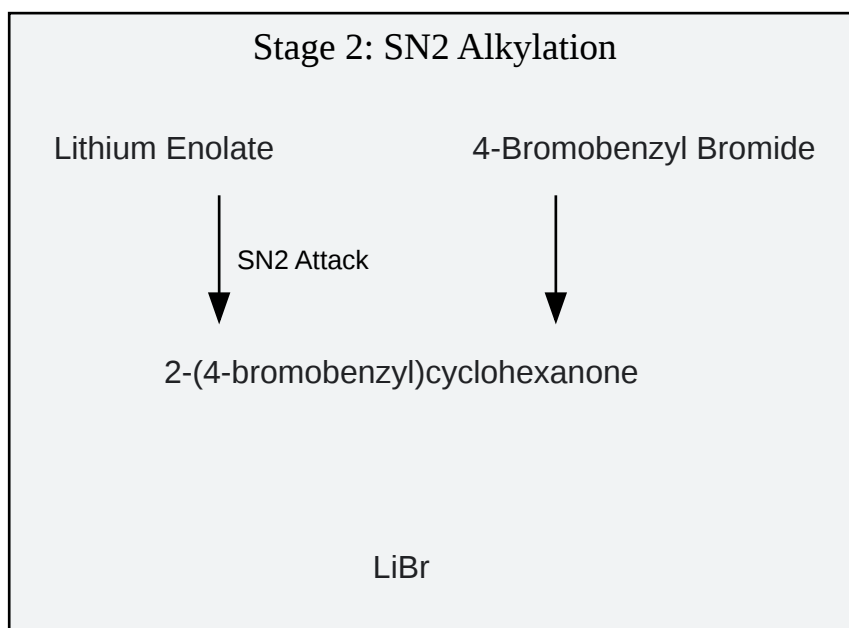 Stage 2: SN2 Alkylation
Lithium Enolate
4-Bromobenzyl Bromide
SN2 Attack
2-(4-bromobenzyl)cyclohexanone
LiBr